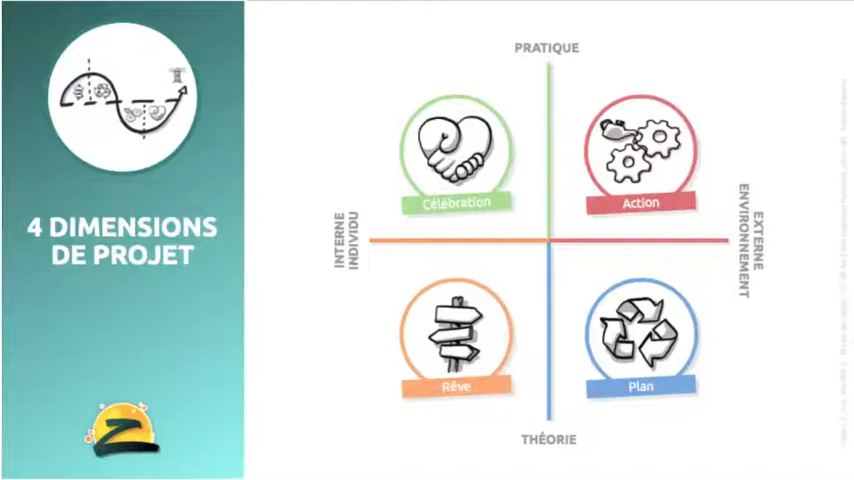 4 DIMENSIONS
DE PROJET
PRATIQUE
Célébration
Action
INTERNE
INDIVIDU
EXTERNE
ENVIRONNEMENT
Rêve
Plan
THÉORIE
Z